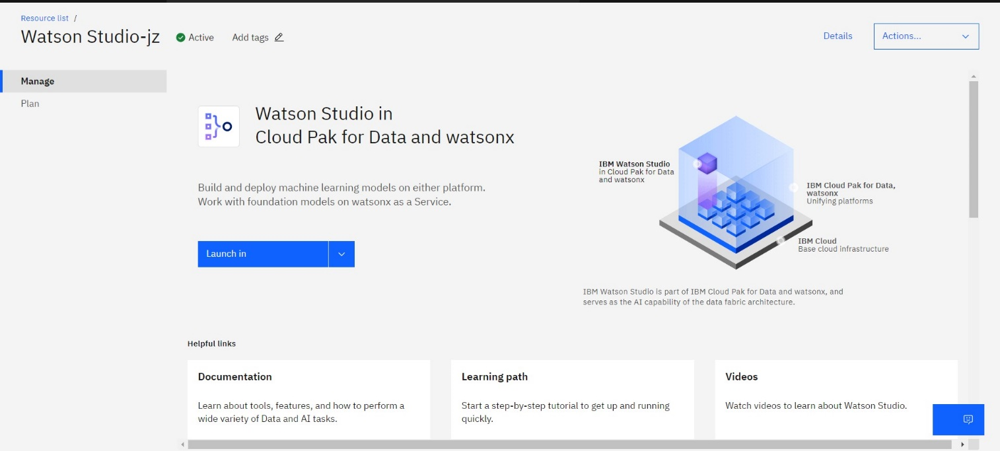 Resource list /
Watson Studio-jz
Active
Add tags
Details
Actions...
Manage
Plan
Watson Studio in
Cloud Pak for Data and watsonx
Build and deploy machine learning models on either platform.
Work with foundation models on watsonx as a Service.
Launch in
IBM Watson Studio
in Cloud Pak for Data
and watsonx
IBM Cloud Pak for Data,
watsonx
Unifying platforms
IBM Cloud
Base cloud infrastructure
IBM Watson Studio is part of IBM Cloud Pak for Data and watsonx, and
serves as the AI capability of the data fabric architecture.
Helpful links
Documentation
Learn about tools, features, and how to perform a
wide variety of Data and AI tasks.
Learning path
Start a step-by-step tutorial to get up and running
quickly.
Videos
Watch videos to learn about Watson Studio.